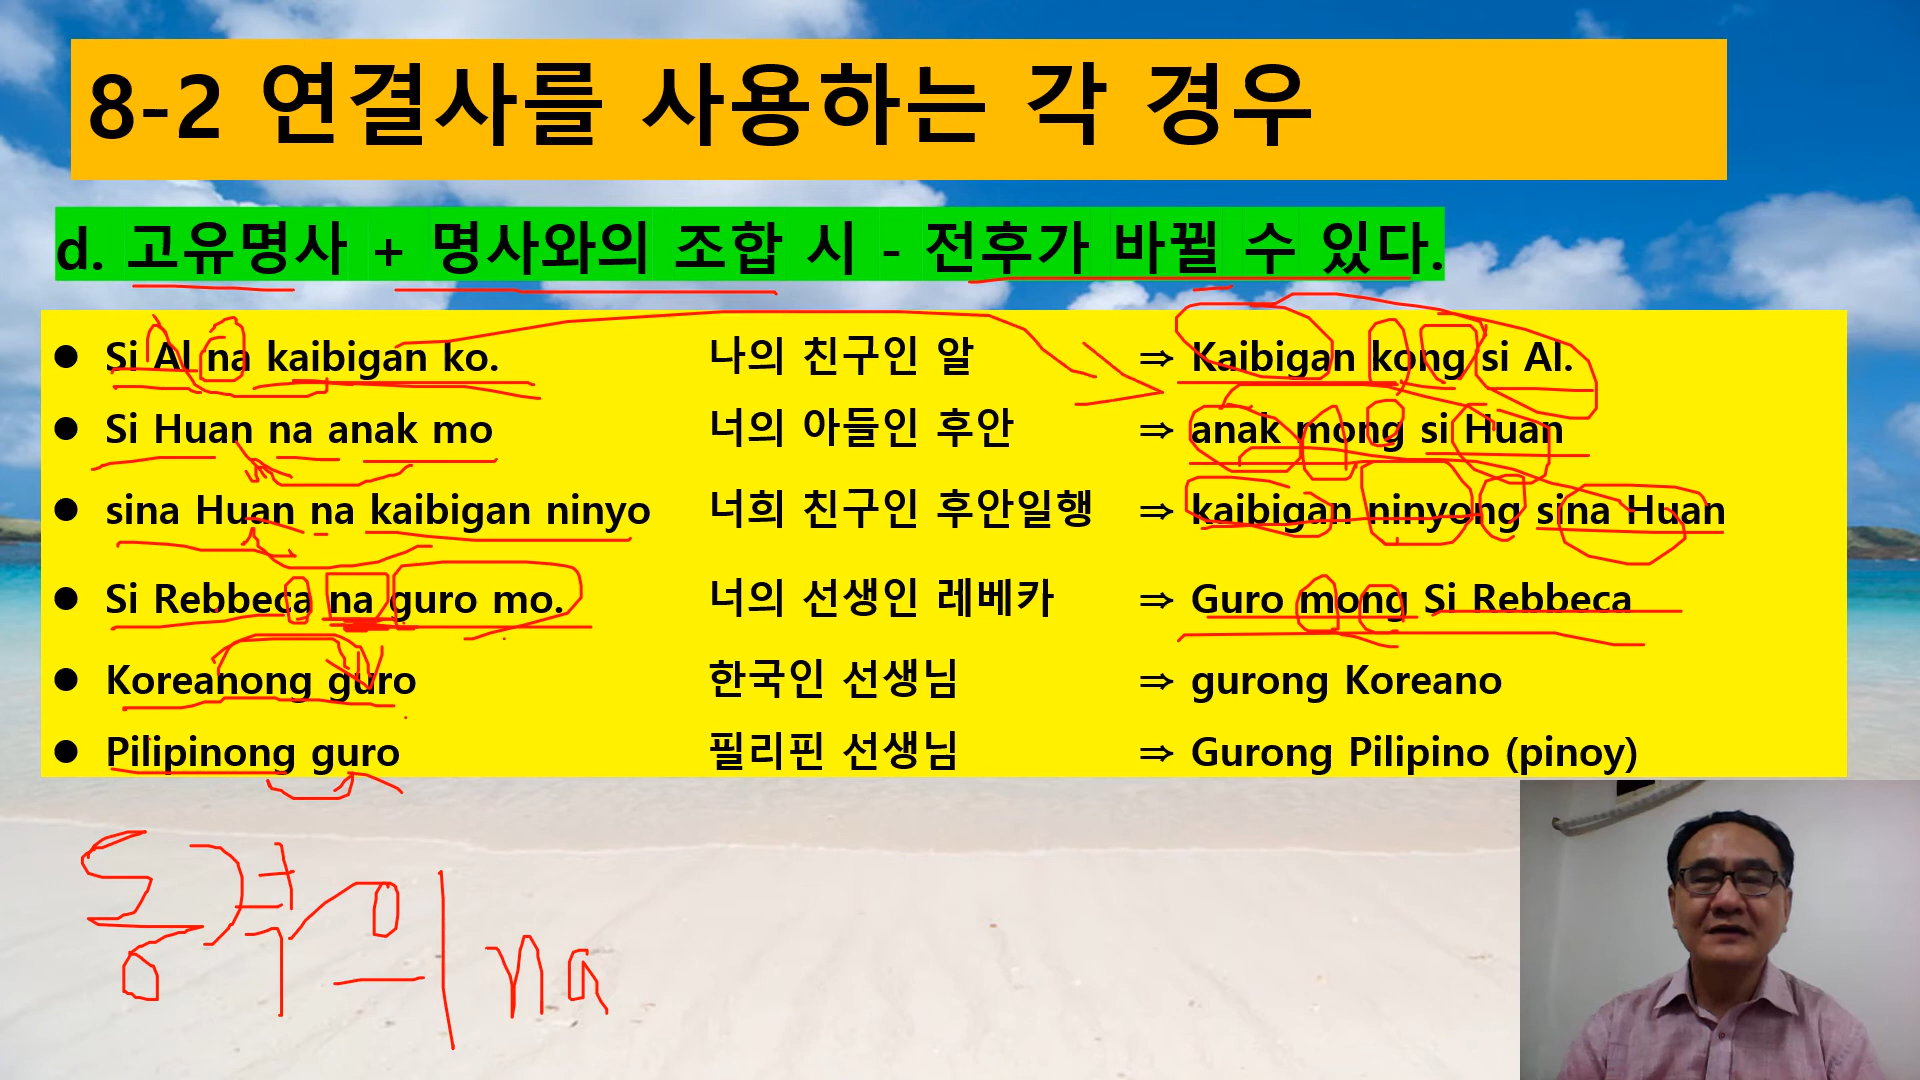 8-2 연결사를 사용하는 각 경우
d. 고유명사 + 명사와의 조합 시 - 전후가 바뀔 수 있다.
● Si Al na kaibigan ko. 나의 친구인 알 ⇒ Kaibigan kong si Al.
● Si Huan na anak mo 너의 아들인 후안 ⇒ anak mong si Huan
● sina Huan na kaibigan ninyo 너희 친구인 후안일행 ⇒ kaibigan ninyong sina Huan
● Si Rebbeca na guro mo. 너의 선생인 레베카 ⇒ Guro mong Si Rebbeca
● Koreanong guro 한국인 선생님 ⇒ gurong Koreano
● Pilipinong guro 필리핀 선생님 ⇒ Gurong Pilipino (pinoy)
na